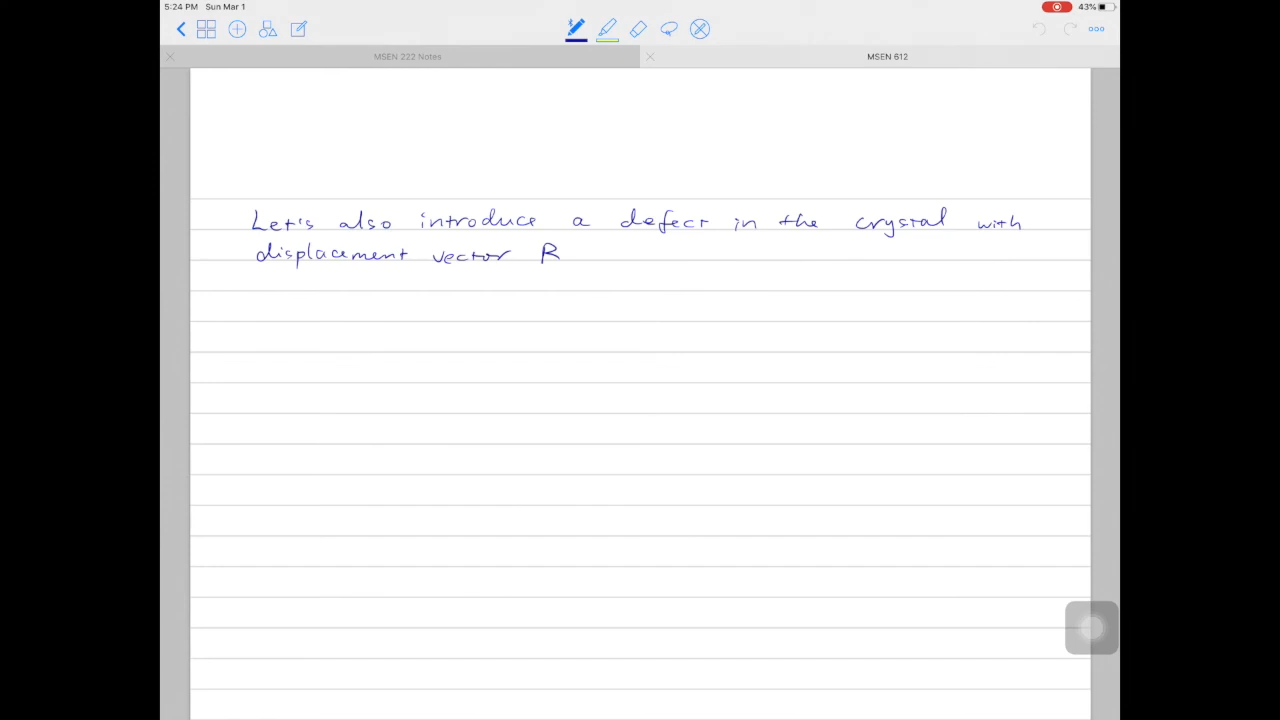 5:24 PM Sun Mar 1 43%
MSEN 222 Notes MSEN 612
Let's also introduce a defect in the crystal with
displacement vector R